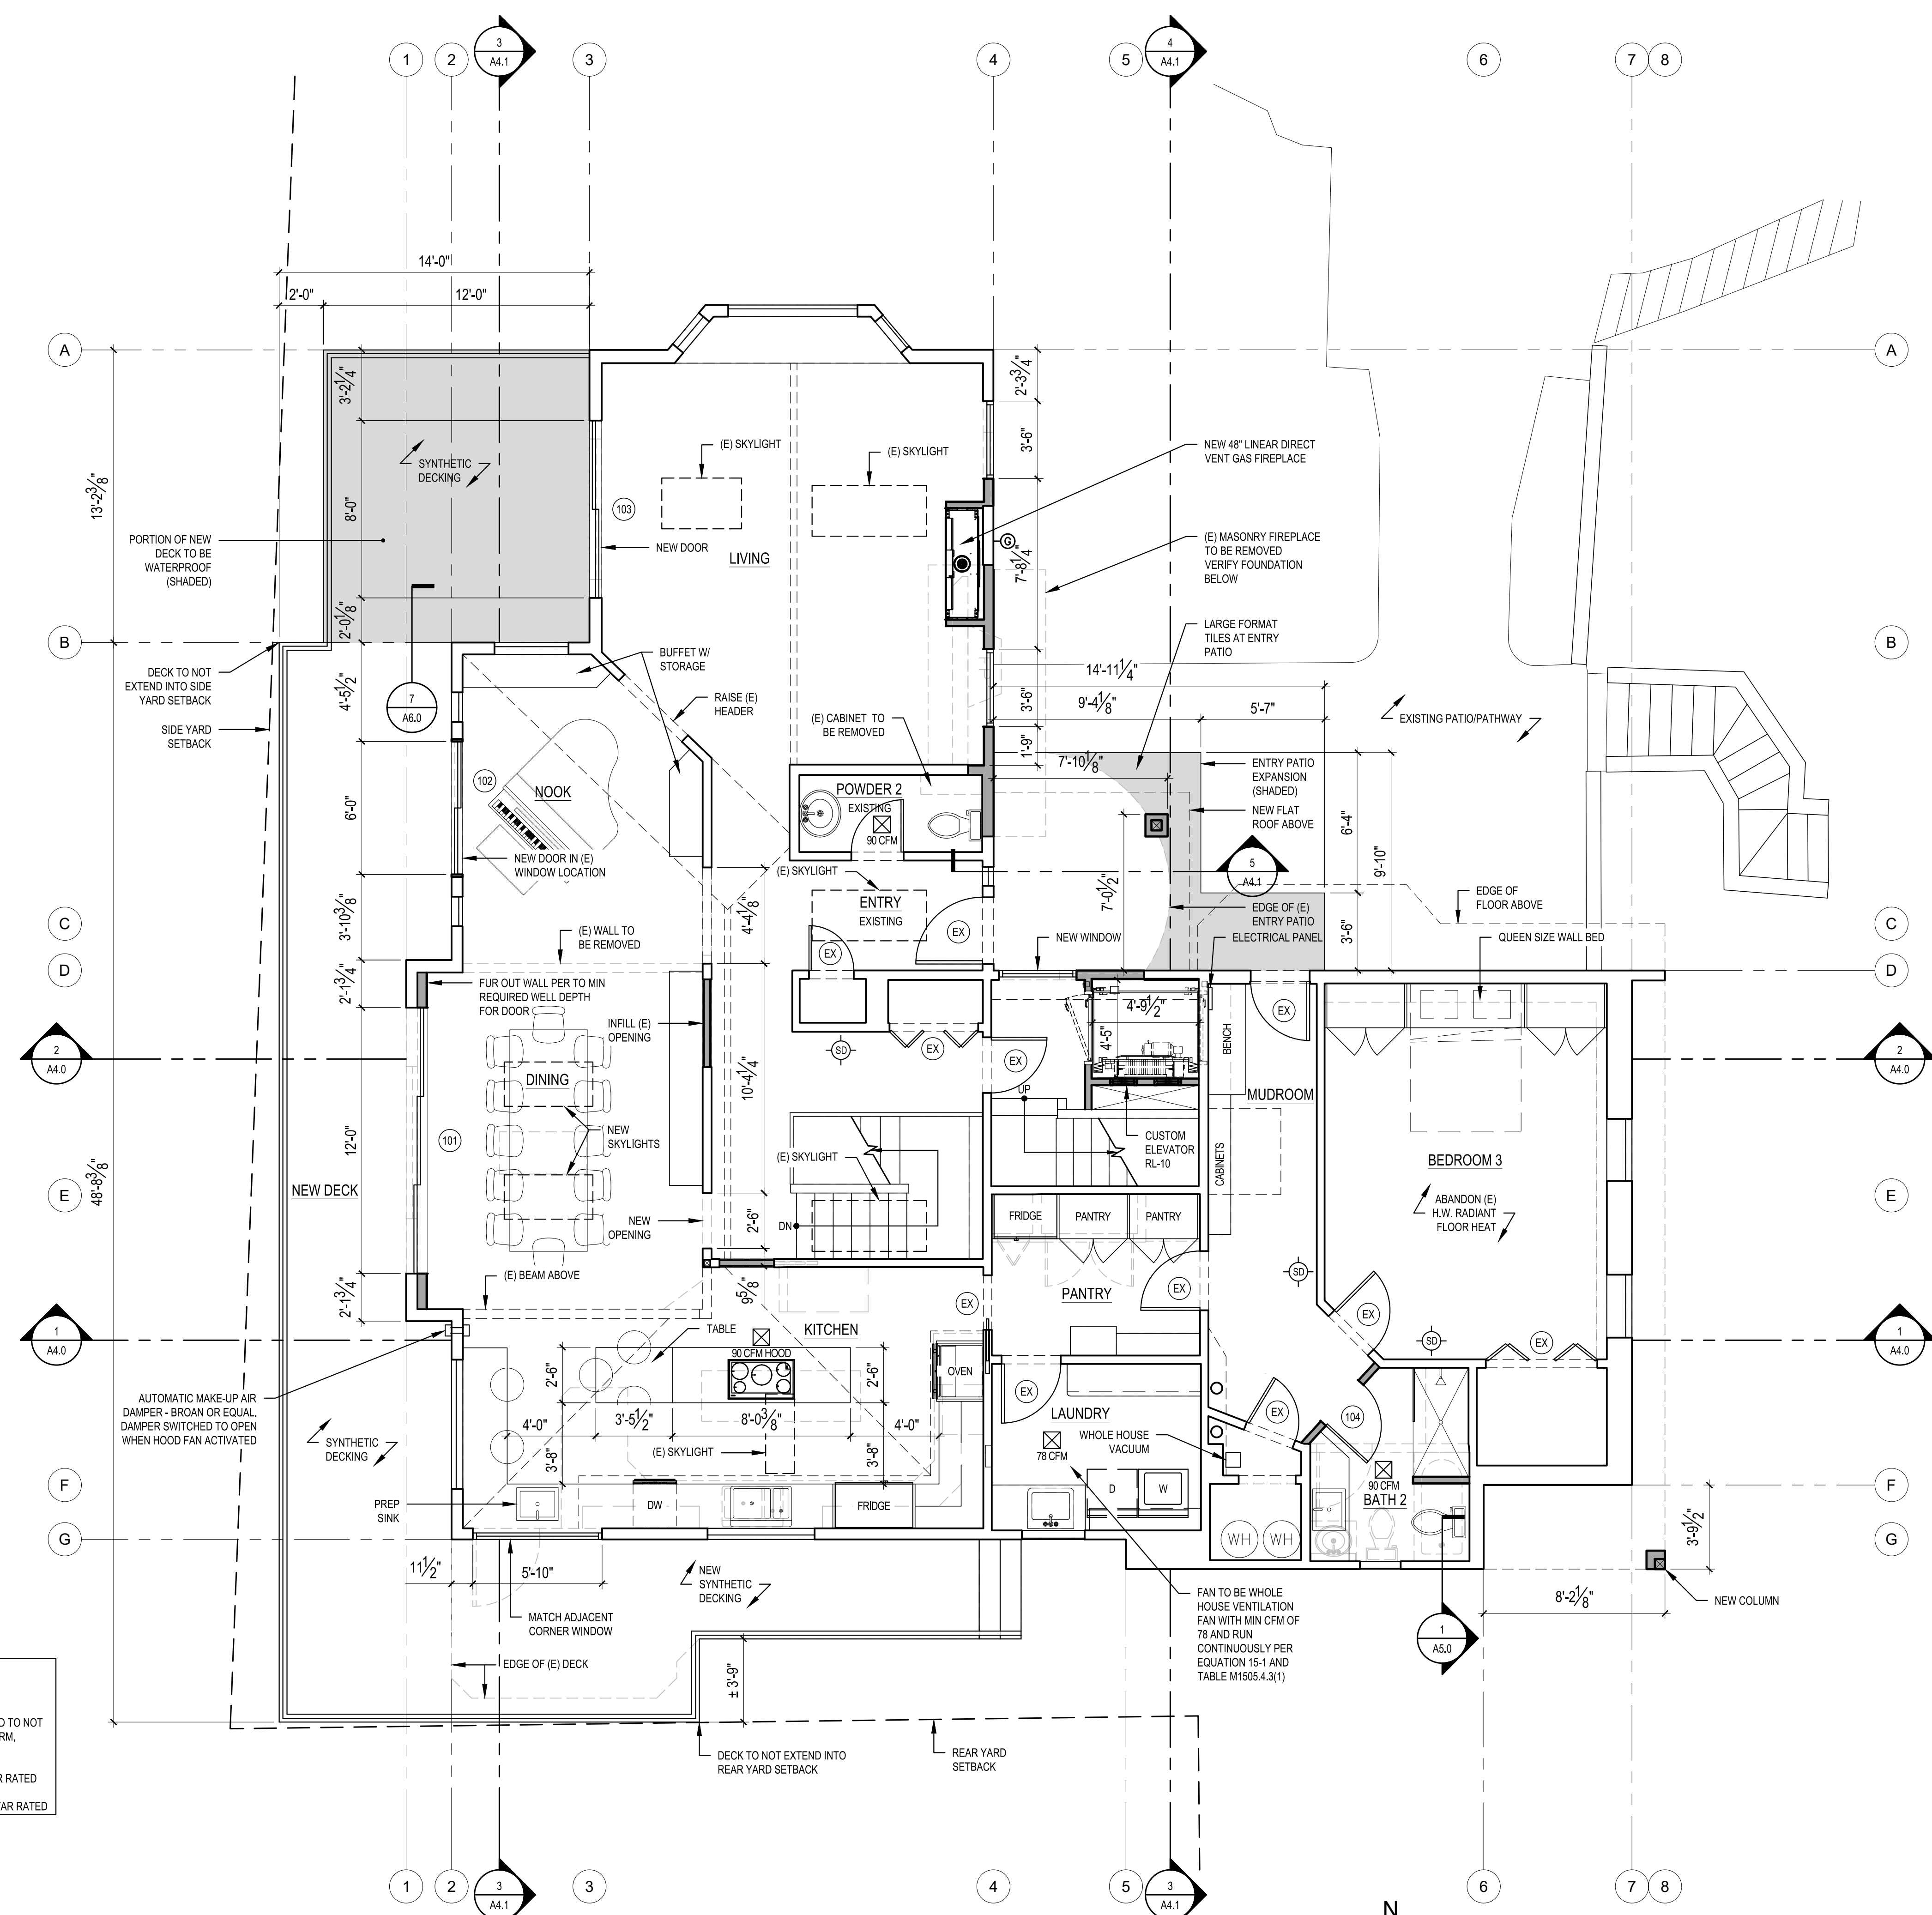 1
2
3
A4.1
3
4
5
4
A4.1
6
7
8
14'-0"
2'-0"
12'-0"
A
A
3'-2 1/4"
2'-3 3/4"
13'-2 3/8"
SYNTHETIC
DECKING
(E) SKYLIGHT
(E) SKYLIGHT
3'-6"
NEW 48" LINEAR DIRECT
VENT GAS FIREPLACE
8'-0"
103
NEW DOOR
LIVING
G
7'-8 1/4"
PORTION OF NEW
DECK TO BE
WATERPROOF
(SHADED)
(E) MASONRY FIREPLACE
TO BE REMOVED
VERIFY FOUNDATION
BELOW
2'-0 1/8"
B
B
LARGE FORMAT
TILES AT ENTRY
PATIO
DECK TO NOT
EXTEND INTO SIDE
YARD SETBACK
4'-5 1/2"
7
A6.0
BUFFET W/
STORAGE
RAISE (E)
HEADER
14'-11 1/4"
9'-4 1/8"
5'-7"
3'-6"
SIDE YARD
SETBACK
(E) CABINET TO
BE REMOVED
EXISTING PATIO/PATHWAY
1'-9"
7'-10 1/8"
102
NOOK
6'-0"
POWDER 2
EXISTING
90 CFM
ENTRY PATIO
EXPANSION
(SHADED)
NEW FLAT
ROOF ABOVE
6'-4"
9'-10"
NEW DOOR IN (E)
WINDOW LOCATION
(E) SKYLIGHT
5
A4.1
3'-10 3/8"
4'-4 1/8"
ENTRY
EXISTING
EX
EX
7'-0 1/2"
EDGE OF (E)
ENTRY PATIO
EDGE OF
FLOOR ABOVE
3'-6"
C
C
(E) WALL TO
BE REMOVED
NEW WINDOW
ELECTRICAL PANEL
QUEEN SIZE WALL BED
D
D
2'-1 3/4"
FUR OUT WALL PER TO MIN
REQUIRED WELL DEPTH
FOR DOOR
INFILL (E)
OPENING
4'-9 1/2"
4'-5"
EX
BENCH
2
A4.0
SD
EX
EX
2
A4.0
DINING
10'-4 1/4"
UP
MUDROOM
12'-0"
101
NEW
SKYLIGHTS
CUSTOM
ELEVATOR
RL-10
(E) SKYLIGHT
CABINETS
BEDROOM 3
48'-8 3/8"
E
E
NEW DECK
ABANDON (E)
H.W. RADIANT
FLOOR HEAT
NEW
OPENING
2'-6"
DN
FRIDGE
PANTRY
PANTRY
(E) BEAM ABOVE
2'-1 3/4"
9 5/8"
EX
PANTRY
EX
SD
EX
1
A4.0
TABLE
KITCHEN
90 CFM HOOD
SD
EX
1
A4.0
OVEN
2'-6"
2'-6"
AUTOMATIC MAKE-UP AIR
DAMPER - BROAN OR EQUAL.
DAMPER SWITCHED TO OPEN
WHEN HOOD FAN ACTIVATED
EX
4'-0"
3'-5 1/2"
8'-0 3/8"
4'-0"
LAUNDRY
78 CFM
WHOLE HOUSE
VACUUM
EX
104
SYNTHETIC
DECKING
3'-8"
(E) SKYLIGHT
3'-8"
F
F
PREP
SINK
DW
FRIDGE
D
W
90 CFM
BATH 2
G
G
WH
WH
3'-9 1/2"
11 1/2"
5'-10"
NEW
SYNTHETIC
DECKING
MATCH ADJACENT
CORNER WINDOW
FAN TO BE WHOLE
HOUSE VENTILATION
FAN WITH MIN CFM OF
78 AND RUN
CONTINUOUSLY PER
EQUATION 15-1 AND
TABLE M1505.4.3(1)
1
A5.0
8'-2 1/8"
NEW COLUMN
EDGE OF (E) DECK
± 3'-9"
DECK TO NOT EXTEND INTO
REAR YARD SETBACK
REAR YARD
SETBACK
TO NOT
RATED
RATED
1
2
3
A4.1
3
4
5
3
A4.1
6
7
8
N